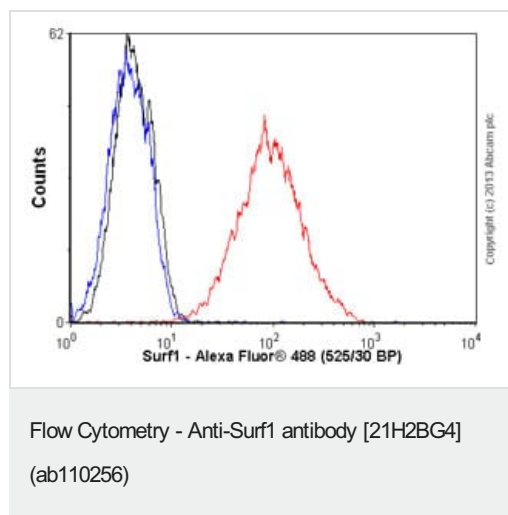 62
Counts
0
10⁰ 10¹ 10² 10³ 10⁴
Surf1 - Alexa Fluor® 488 (525/30 BP)
Copyright (c) 2013 Abcam plc
Flow Cytometry - Anti-Surf1 antibody [21H2BG4]
(ab110256)